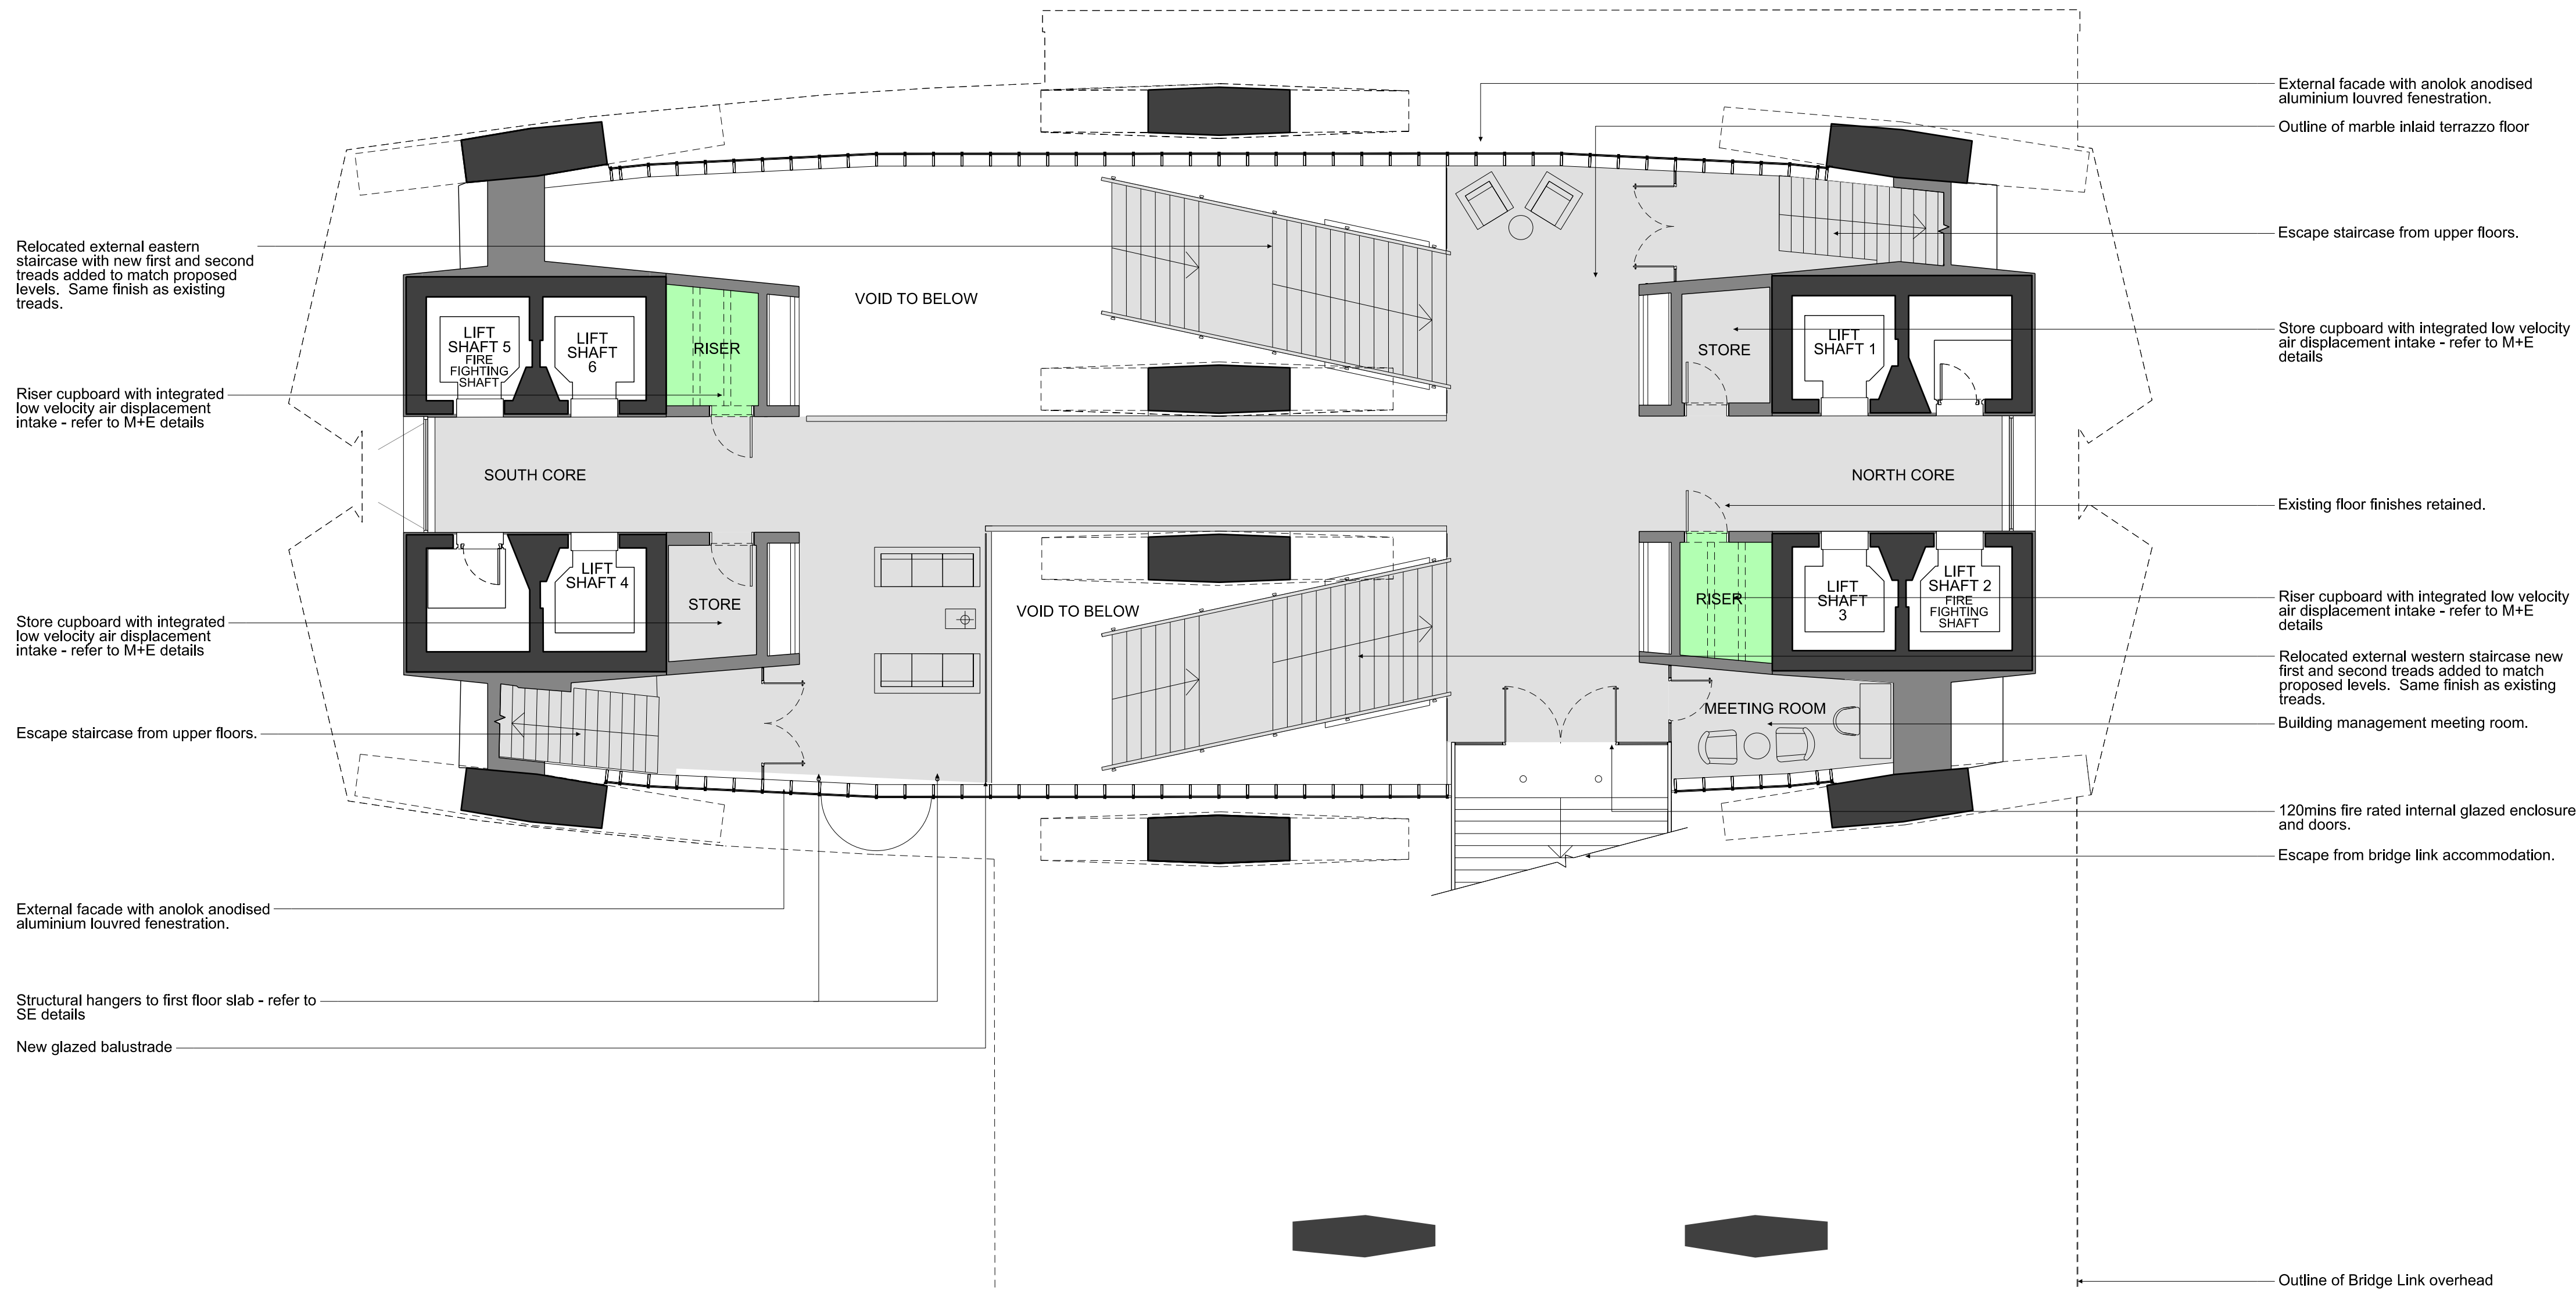 Relocated external eastern
staircase with new first and second
treads added to match proposed
levels.  Same finish as existing
treads.
Riser cupboard with integrated
low velocity air displacement
intake - refer to M+E details
Store cupboard with integrated
low velocity air displacement
intake - refer to M+E details
Escape staircase from upper floors.
External facade with anolok anodised
aluminium louvred fenestration.
Structural hangers to first floor slab - refer to
SE details
New glazed balustrade
LIFT
SHAFT 5
FIRE
FIGHTING
SHAFT
LIFT
SHAFT
6
RISER
VOID TO BELOW
SOUTH CORE
LIFT
SHAFT 4
STORE
VOID TO BELOW
STORE
LIFT
SHAFT 1
NORTH CORE
RISER
LIFT
SHAFT
3
LIFT
SHAFT 2
FIRE
FIGHTING
SHAFT
MEETING ROOM
External facade with anolok anodised
aluminium louvred fenestration.
Outline of marble inlaid terrazzo floor
Escape staircase from upper floors.
Store cupboard with integrated low velocity
air displacement intake - refer to M+E
details
Existing floor finishes retained.
Riser cupboard with integrated low velocity
air displacement intake - refer to M+E
details
Relocated external western staircase new
first and second treads added to match
proposed levels.  Same finish as existing
treads.
Building management meeting room.
120mins fire rated internal glazed enclosure
and doors.
Escape from bridge link accommodation.
Outline of Bridge Link overhead